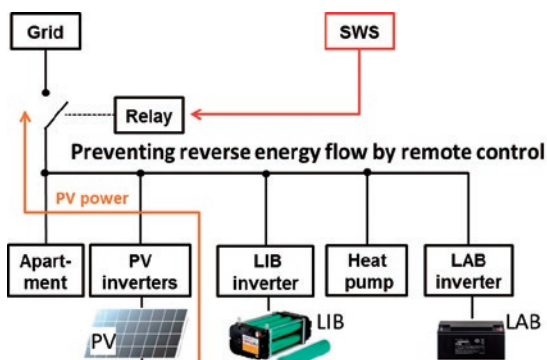 Grid
SWS
Relay
Preventing reverse energy flow by remote control
PV power
Apart-
ment
PV
inverters
LIB
inverter
Heat
pump
LAB
inverter
PV
LIB
LAB